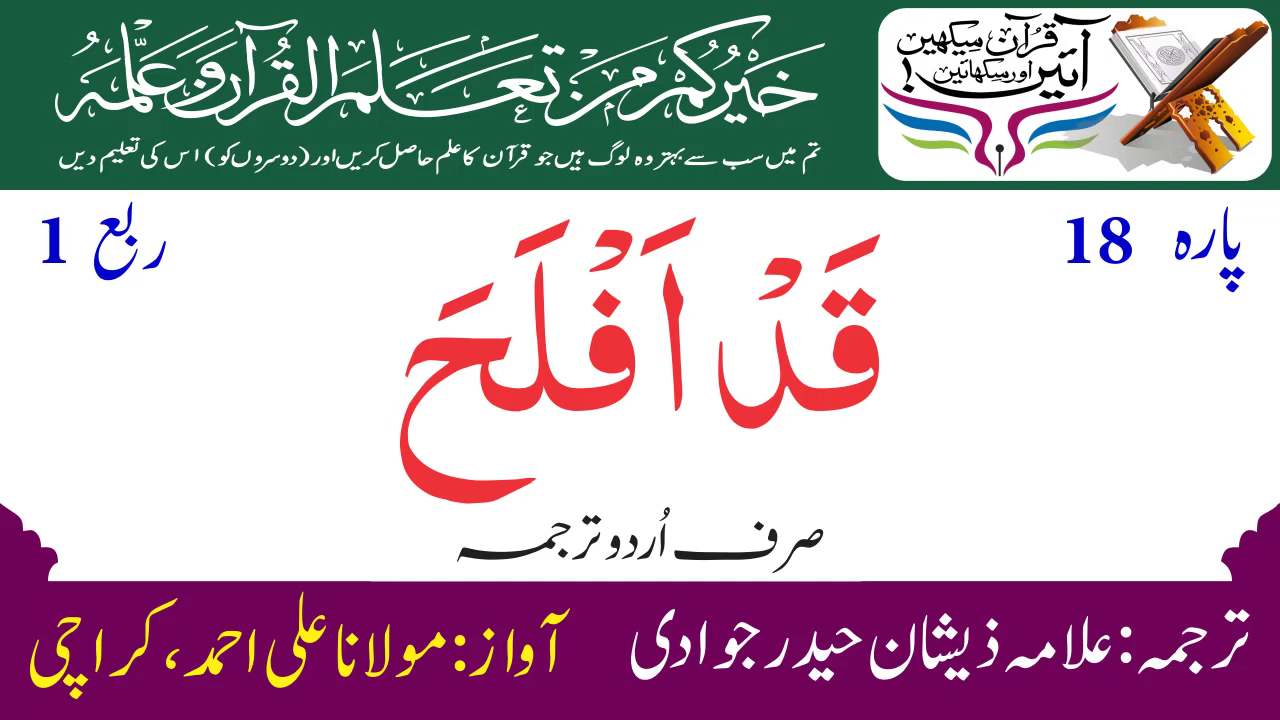 خَيْرُكُمْ مَنْ تَعَلَّمَ الْقُرْآنَ وَعَلَّمَهُ
تم میں سب سے بہتر وہ لوگ ہیں جو قرآن کا علم حاصل کریں اور (دوسروں کو) اس کی تعلیم دیں
آئیں قرآن سیکھیں
اور سکھائیں!
پارہ 18
ربع 1
قَدْ اَفْلَحَ
صرف اُردو ترجمہ
ترجمہ: علامہ ذیشان حیدر جوادی
آواز: مولانا علی احمد، کراچی